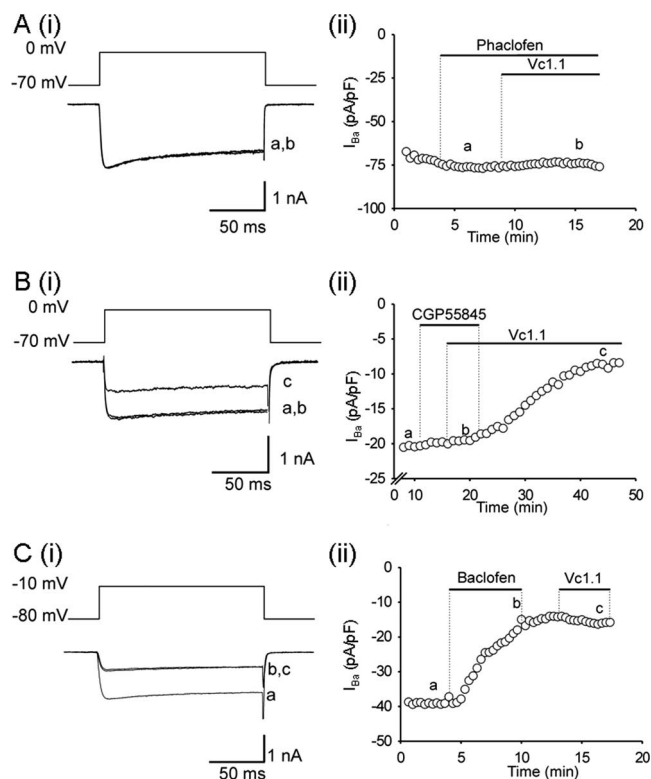 A (i)
0 mV
-70 mV
a,b
1 nA
50 ms
(ii)
Phaclofen
Vc1.1
a
b
I Ba (pA/pF)
0
-25
-50
-75
-100
0 5 10 15 20
Time (min)
B (i)
0 mV
-70 mV
c
a,b
1 nA
50 ms
(ii)
CGP55845
Vc1.1
a
b
c
I Ba (pA/pF)
0
-5
-10
-15
-20
-25
10 20 30 40 50
Time (min)
C (i)
-10 mV
-80 mV
b,c
a
1 nA
50 ms
(ii)
Baclofen
Vc1.1
a
b
c
I Ba (pA/pF)
0
-10
-20
-30
-40
-50
0 5 10 15 20
Time (min)